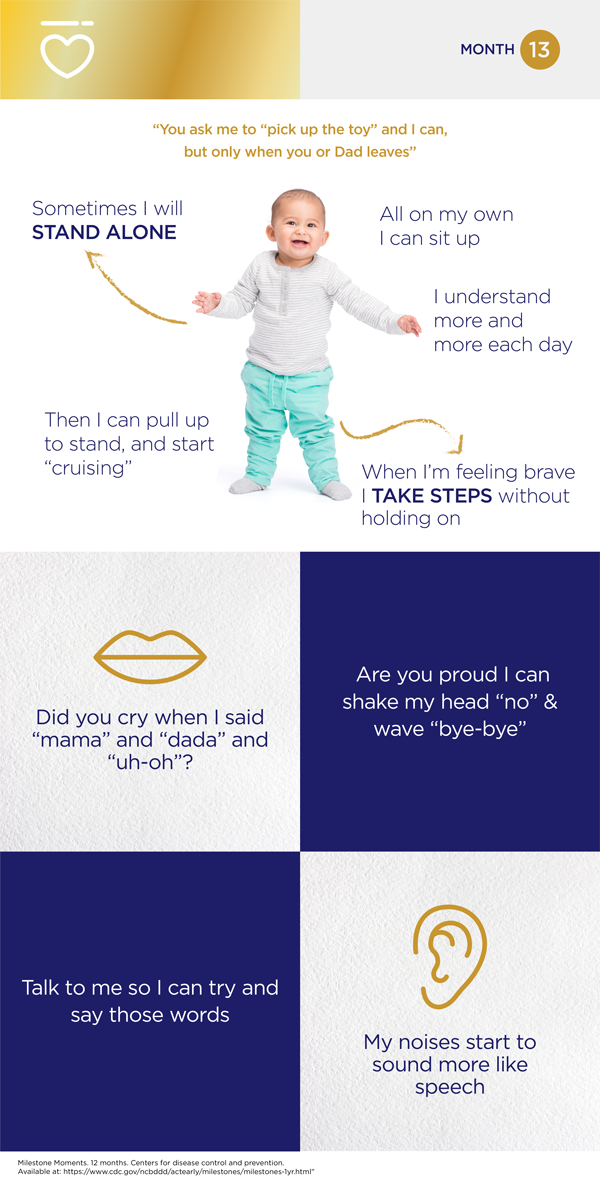 MONTH 13
“You ask me to “pick up the toy” and I can,
but only when you or Dad leaves”
Sometimes I will
STAND ALONE
All on my own
I can sit up
I understand
more and
more each day
Then I can pull up
to stand, and start
“cruising”
When I’m feeling brave
I TAKE STEPS without
holding on
Did you cry when I said
“mama” and “dada” and
“uh-oh”?
Are you proud I can
shake my head “no” &
wave “bye-bye”
Talk to me so I can try and
say those words
My noises start to
sound more like
speech
Milestone Moments. 12 months. Centers for disease control and prevention.
Available at: https://www.cdc.gov/ncbddd/actearly/milestones/milestones-1yr.html"